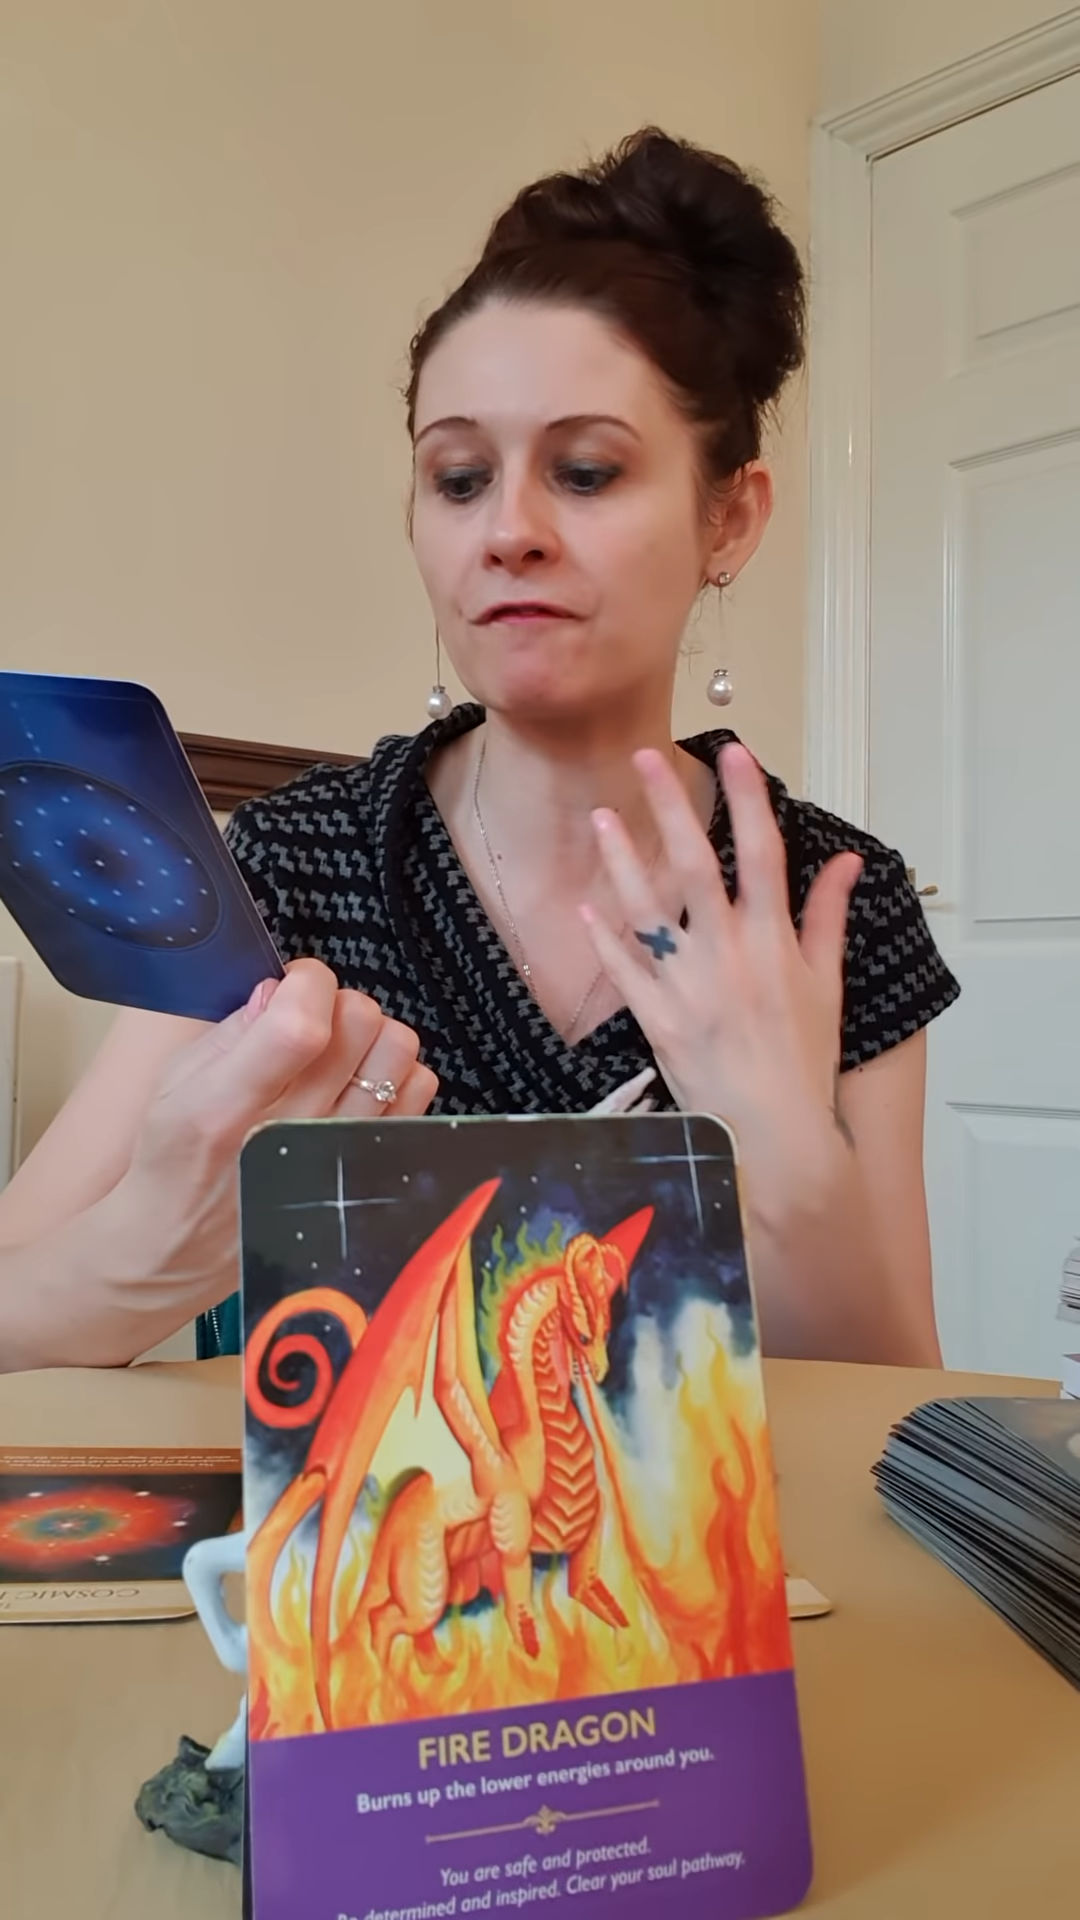 FIRE DRAGON
Burns up the lower energies around you.
You are safe and protected.
determined and inspired. Clear your soul pathway.
COSMIC